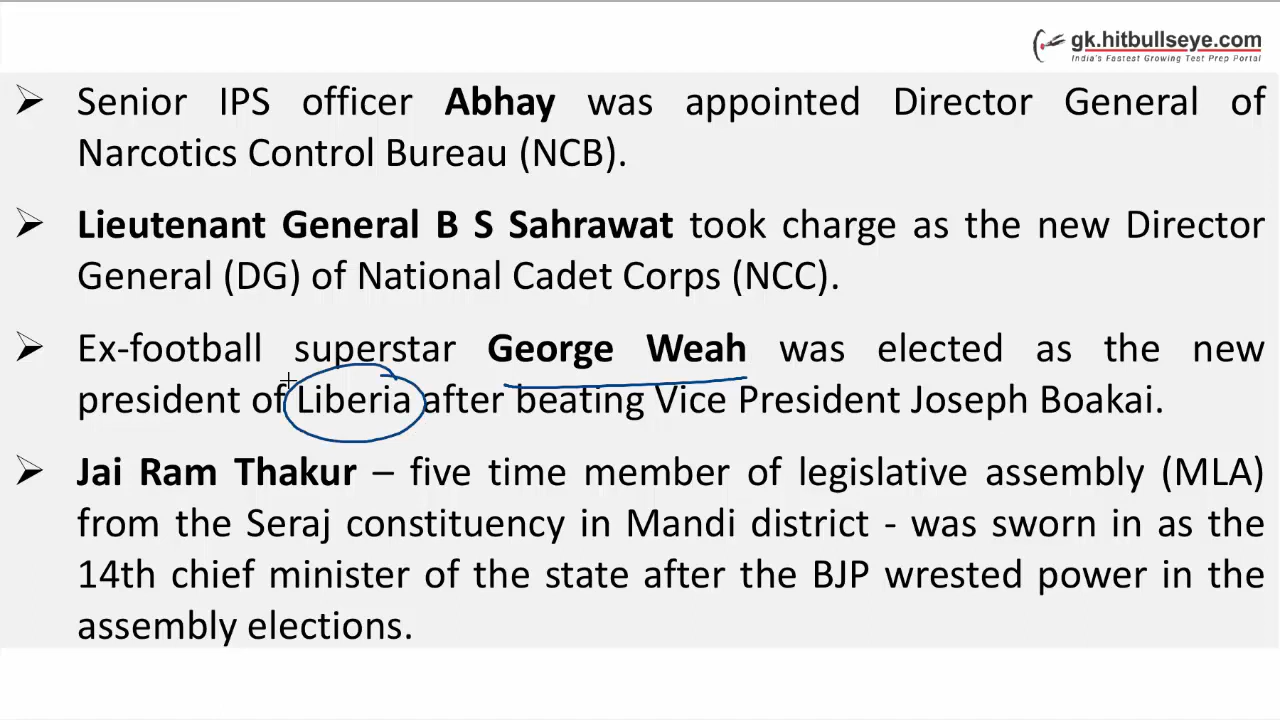 gk.hitbullseye.com
India's Fastest Growing Test Prep Portal
Senior IPS officer Abhay was appointed Director General of
Narcotics Control Bureau (NCB).
Lieutenant General B S Sahrawat took charge as the new Director
General (DG) of National Cadet Corps (NCC).
Ex-football superstar George Weah was elected as the new
president of Liberia after beating Vice President Joseph Boakai.
Jai Ram Thakur – five time member of legislative assembly (MLA)
from the Seraj constituency in Mandi district - was sworn in as the
14th chief minister of the state after the BJP wrested power in the
assembly elections.